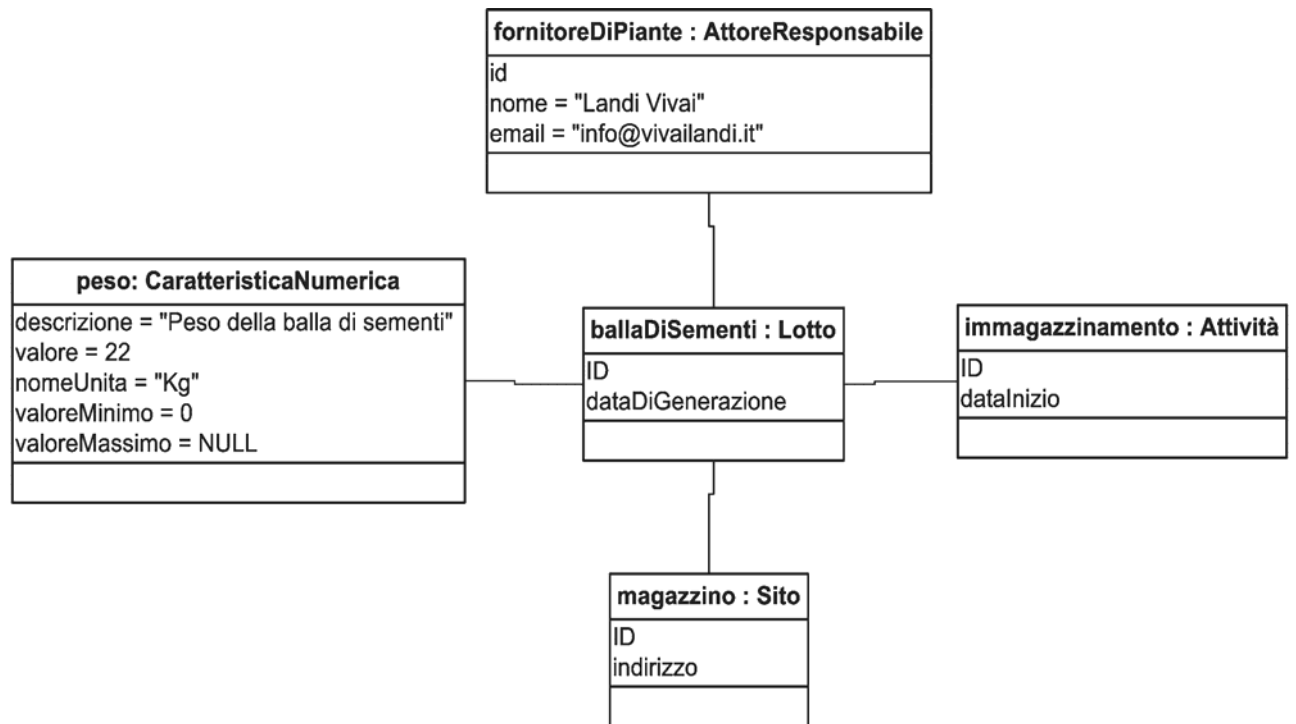 fornitoreDiPiante : AttoreResponsabile
id
nome = "Landi Vivai"
email = "info@vivailandi.it"
peso: CaratteristicaNumerica
descrizione = "Peso della balla di sementi"
valore = 22
nomeUnita = "Kg"
valoreMinimo = 0
valoreMassimo = NULL
ballaDiSementi : Lotto
ID
dataDiGenerazione
immagazzinamento : Attività
ID
dataInizio
magazzino : Sito
ID
indirizzo